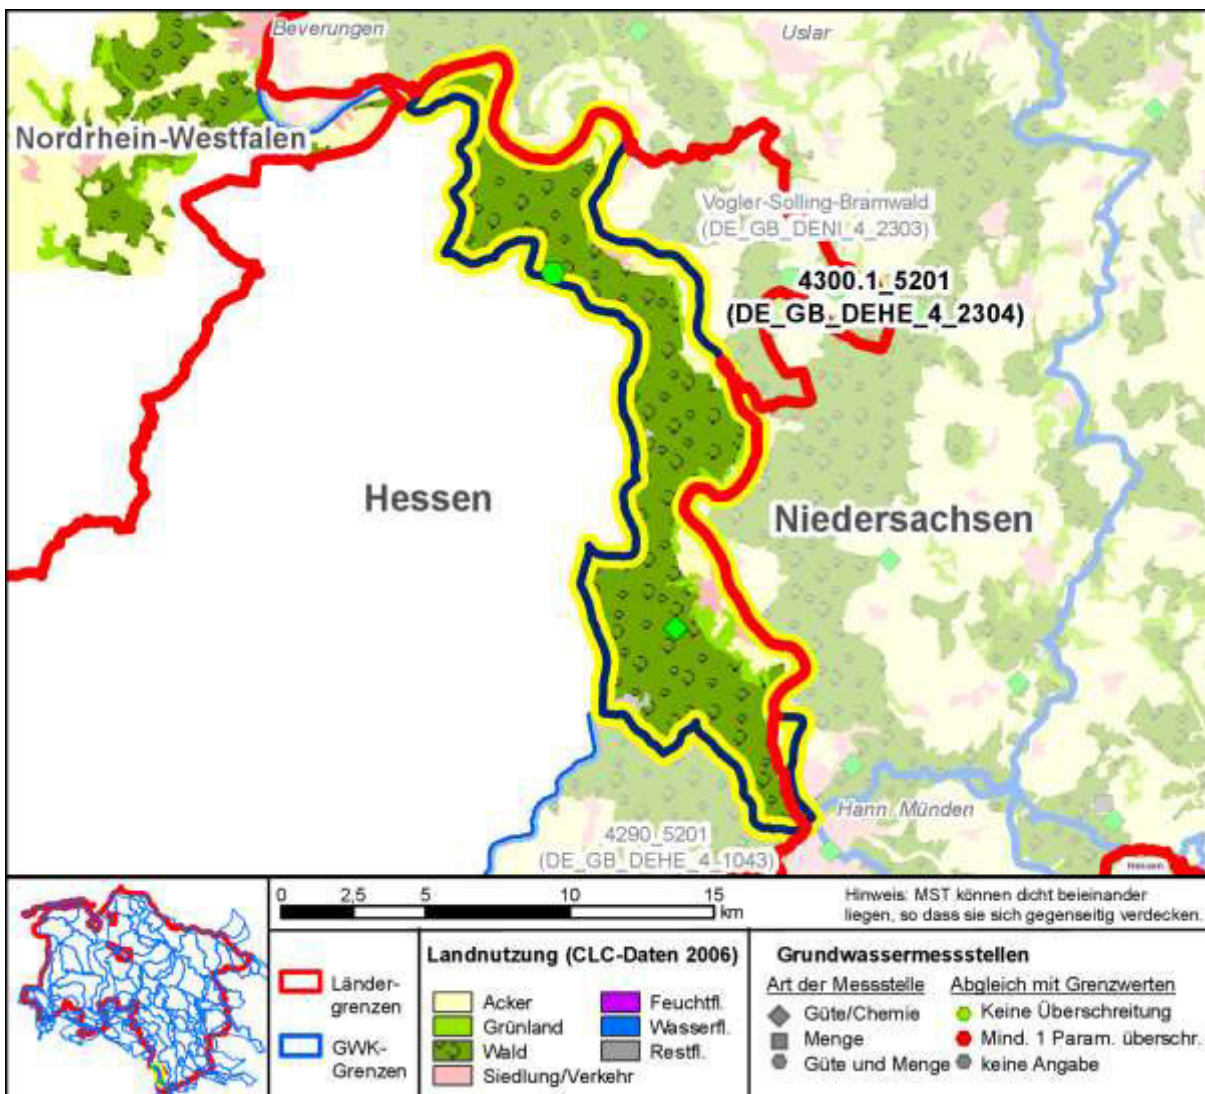 Beverungen
Uslar
Nordrhein-Westfalen
Vogler-Solling-Bramwald
(DE_GB_DENI_4_2303)
4300.1_5201
(DE_GB_DEHE_4_2304)
Hessen
Niedersachsen
Hann. Münden
4290_5201
(DE_GB_DEHE_4_1043)
Hessen
0 2,5 5 10 15
km
Hinweis: MST können dicht beieinander
liegen, so dass sie sich gegenseitig verdecken.
Länder-
grenzen
GWK-
Grenzen
Landnutzung (CLC-Daten 2006)
Acker
Grünland
Wald
Siedlung/Verkehr
Feuchtfl.
Wasserfl.
Restfl.
Grundwassermessstellen
Art der Messstelle
Güte/Chemie
Menge
Güte und Menge
Abgleich mit Grenzwerten
Keine Überschreitung
Mind. 1 Param. überschr.
keine Angabe